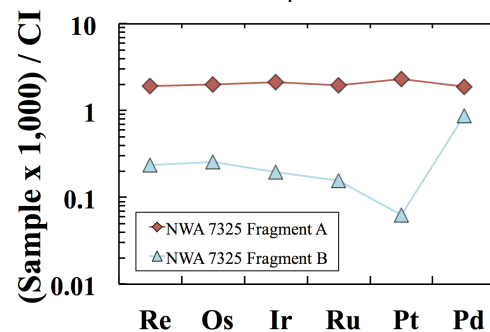 (Sample x 1,000) / CI
10
1
0.1
0.01
NWA 7325 Fragment A
NWA 7325 Fragment B
Re Os Ir Ru Pt Pd